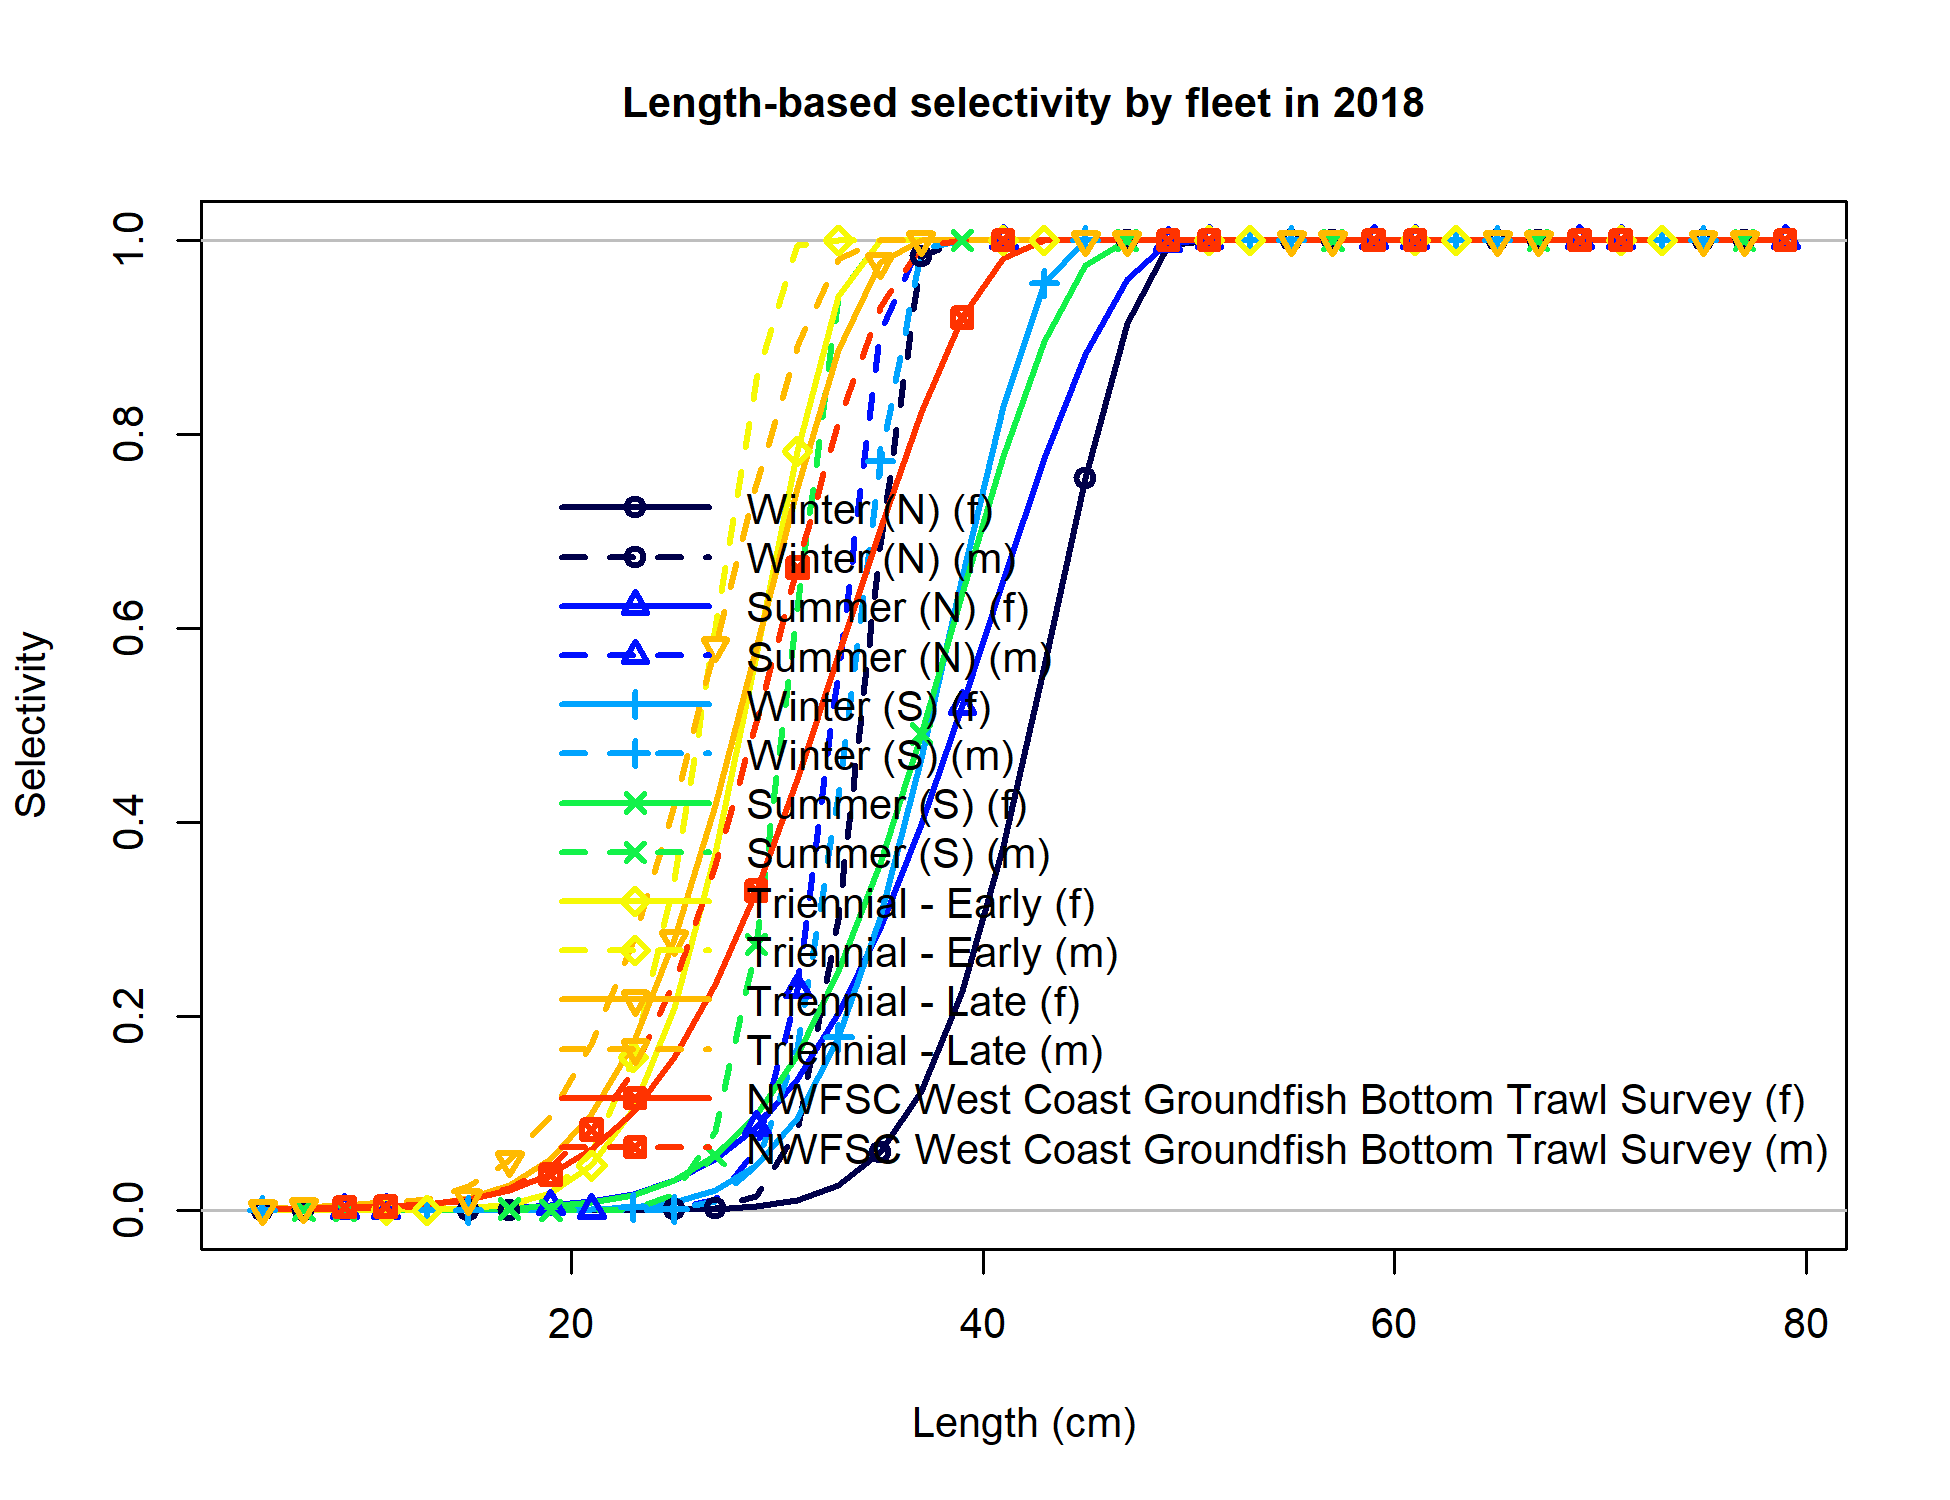 Length-based selectivity by fleet in 2018
Selectivity
1.0
0.8
0.6
0.4
0.2
0.0
Winter (N) (f)
Winter (N) (m)
Summer (N) (f)
Summer (N) (m)
Winter (S) (f)
Winter (S) (m)
Summer (S) (f)
Summer (S) (m)
Triennial - Early (f)
Triennial - Early (m)
Triennial - Late (f)
Triennial - Late (m)
NWFSC West Coast Groundfish Bottom Trawl Survey (f)
NWFSC West Coast Groundfish Bottom Trawl Survey (m)
20 40 60 80
Length (cm)